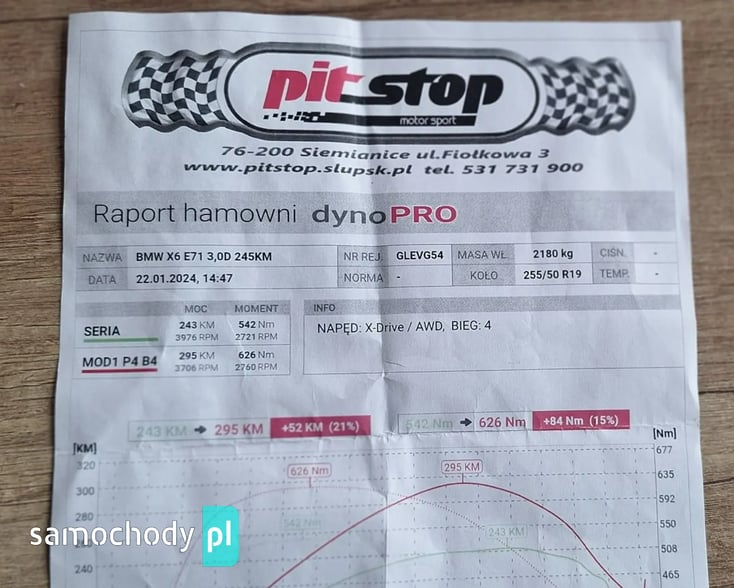 pit stop
motor sport
76-200 Siemianice ul.Fiołkowa 3
www.pitstop.slupsk.pl tel. 531 731 900
Raport hamowni dynoPRO
NAZWA BMW X6 E71 3,0D 245KM NR REJ. GLEVG54 MASA WŁ. 2180 kg CIŚN. -
DATA 22.01.2024, 14:47 NORMA - KOŁO 255/50 R19 TEMP. -
MOC MOMENT INFO
SERIA 243 KM 542 Nm NAPĘD: X-Drive / AWD, BIEG: 4
3976 RPM 2721 RPM
MOD1 P4 B4 295 KM 626 Nm
3706 RPM 2760 RPM
243 KM → 295 KM +52 KM (21%) 542 Nm → 626 Nm +84 Nm (15%)
[KM] [Nm]
320 677
626 Nm 295 KM 635
300 592
280 542 Nm 243 KM 550
260 508
240 465
samochody pl